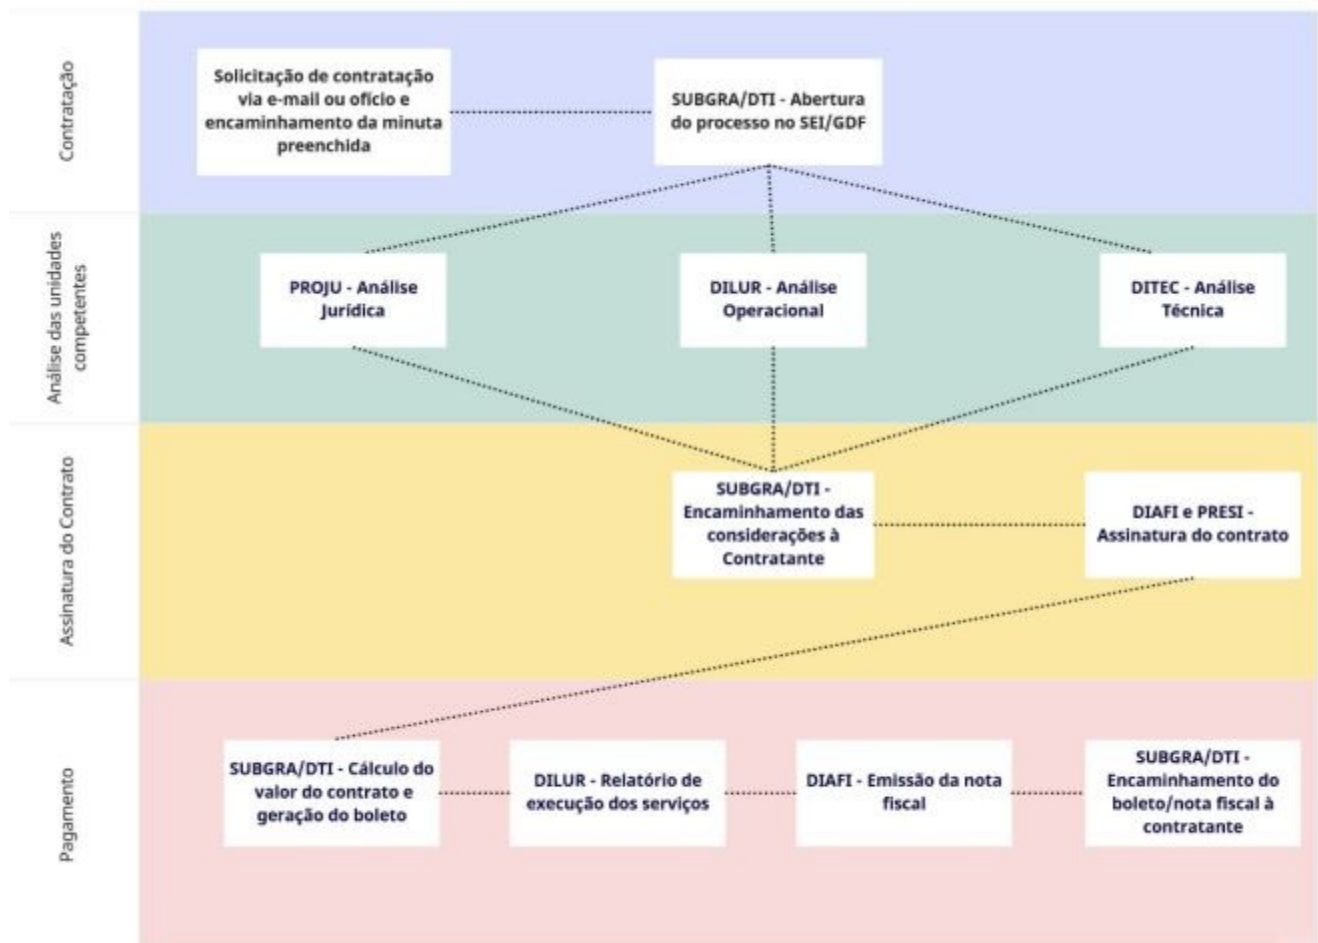 Contratação
Solicitação de contratação
via e-mail ou ofício e
encaminhamento da minuta
preenchida
SUBGRA/DTI - Abertura
do processo no SEI/GDF
Análise das unidades
competentes
PROJU - Análise
Jurídica
DILUR - Análise
Operacional
DITEC - Análise
Técnica
Assinatura do Contrato
SUBGRA/DTI -
Encaminhamento das
considerações à
Contratante
DIAFI e PRESI -
Assinatura do contrato
Pagamento
SUBGRA/DTI - Cálculo do
valor do contrato e
geração do boleto
DILUR - Relatório de
execução dos serviços
DIAFI - Emissão da nota
fiscal
SUBGRA/DTI -
Encaminhamento do
boleto/nota fiscal à
contratante